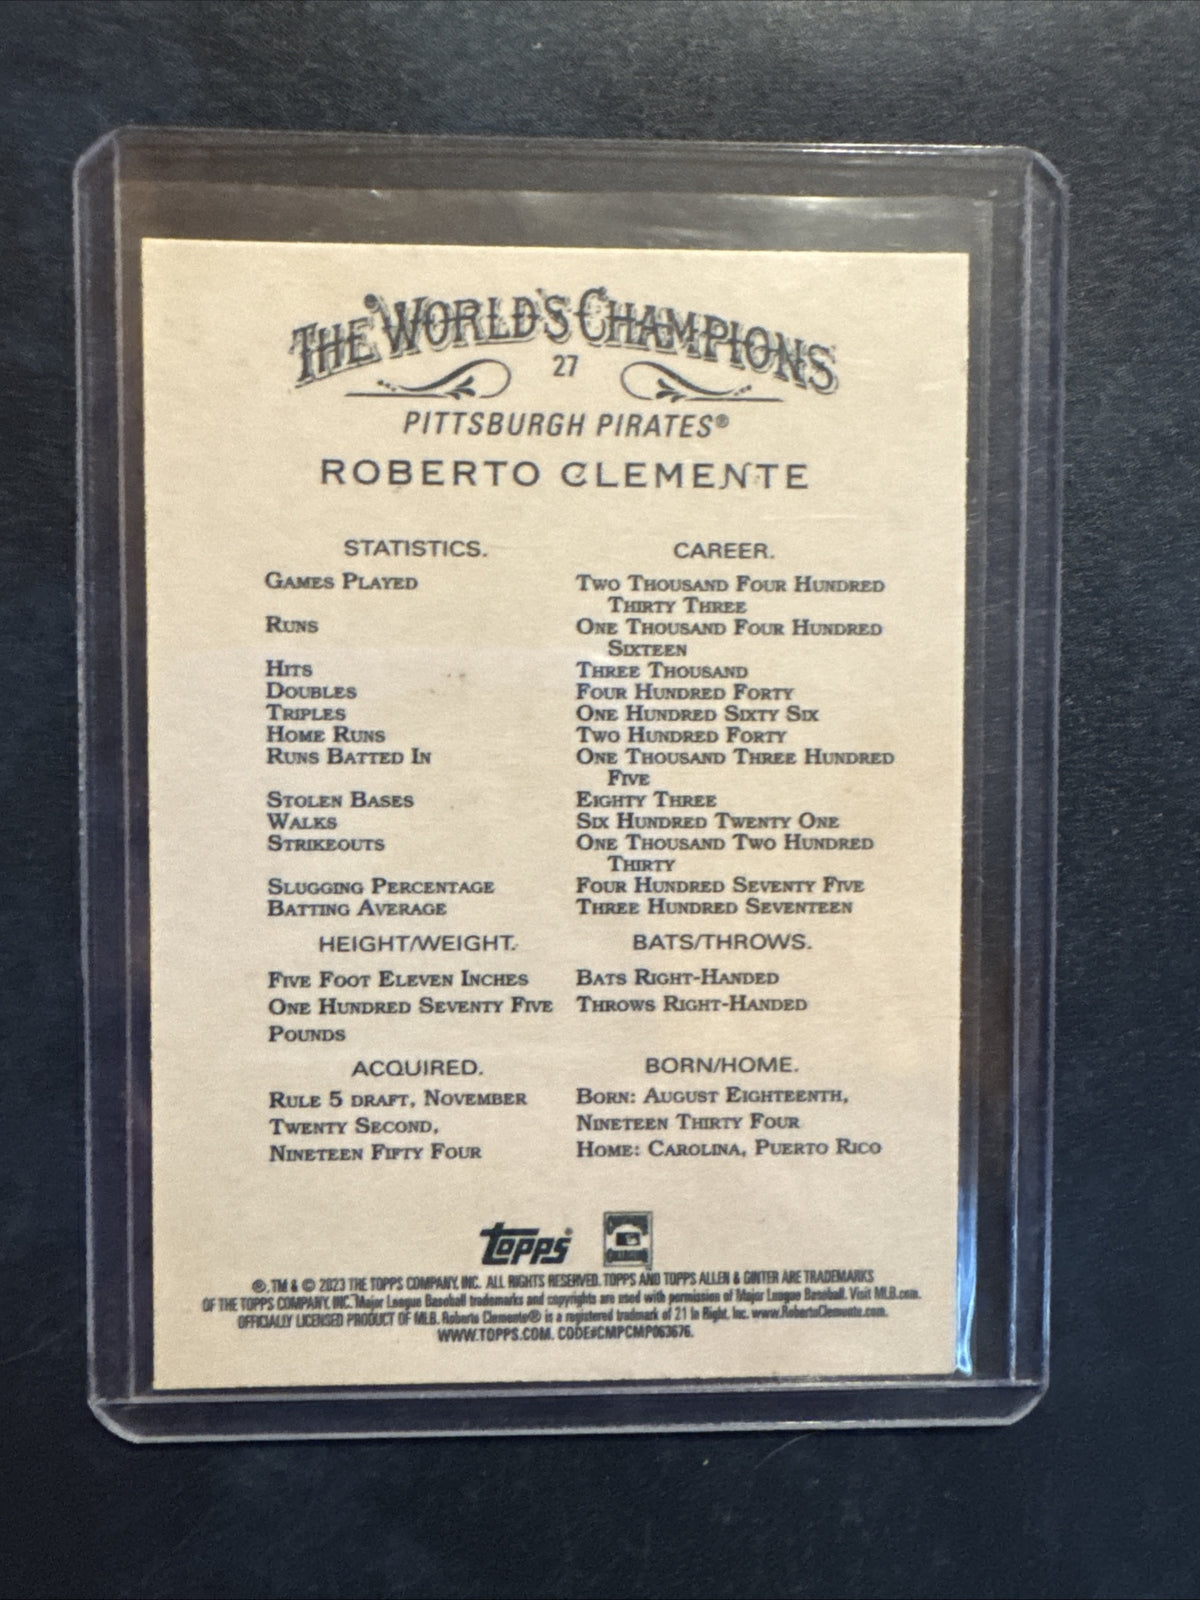 THE WORLD'S CHAMPIONS
27
PITTSBURGH PIRATES®
ROBERTO CLEMENTE
STATISTICS. CAREER.
GAMES PLAYED TWO THOUSAND FOUR HUNDRED
THIRTY THREE
RUNS ONE THOUSAND FOUR HUNDRED
SIXTEEN
HITS THREE THOUSAND
DOUBLES FOUR HUNDRED FORTY
TRIPLES ONE HUNDRED SIXTY SIX
HOME RUNS TWO HUNDRED FORTY
RUNS BATTED IN ONE THOUSAND THREE HUNDRED
FIVE
STOLEN BASES EIGHTY THREE
WALKS SIX HUNDRED TWENTY ONE
STRIKEOUTS ONE THOUSAND TWO HUNDRED
THIRTY
SLUGGING PERCENTAGE FOUR HUNDRED SEVENTY FIVE
BATTING AVERAGE THREE HUNDRED SEVENTEEN
HEIGHT/WEIGHT. BATS/THROWS.
FIVE FOOT ELEVEN INCHES BATS RIGHT-HANDED
ONE HUNDRED SEVENTY FIVE THROWS RIGHT-HANDED
POUNDS
ACQUIRED. BORN/HOME.
RULE 5 DRAFT, NOVEMBER BORN: AUGUST EIGHTEENTH,
TWENTY SECOND, NINETEEN THIRTY FOUR
NINETEEN FIFTY FOUR HOME: CAROLINA, PUERTO RICO
topps®
®, TM & © 2023 THE TOPPS COMPANY, INC. ALL RIGHTS RESERVED. TOPPS AND TOPPS ALLEN & GINTER ARE TRADEMARKS
OF THE TOPPS COMPANY, INC. Major League Baseball trademarks and copyrights are used with permission of Major League Baseball. Visit MLB.com.
OFFICIALLY LICENSED PRODUCT OF MLB. Roberto Clemente® is a registered trademark of 21 In Right, Inc. www.RobertoClemente.com.
WWW.TOPPS.COM. CODE#CMPCMP063676.